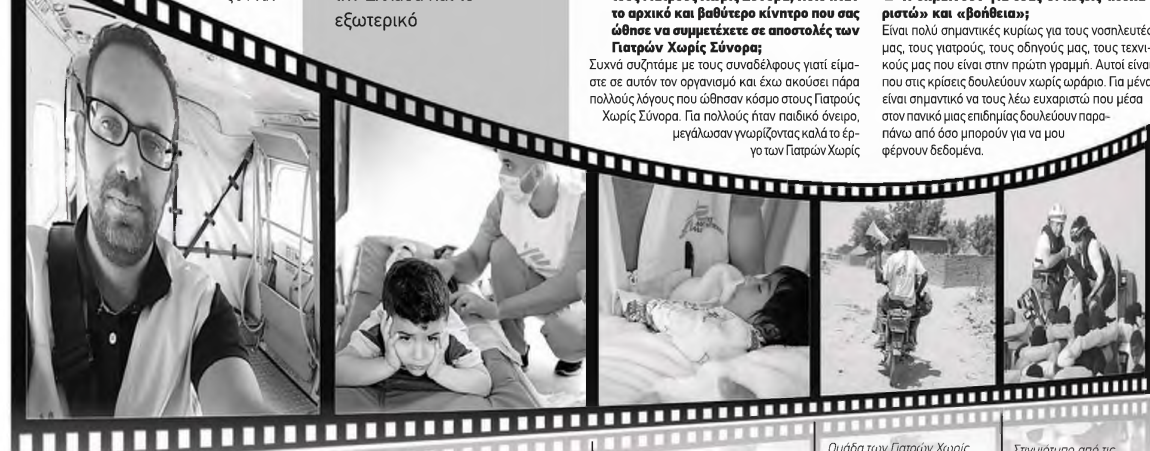 εξωτερικό
το αρχικό και βαθύτερο κίνητρο που σας
ώθησε να συμμετέχετε σε αποστολές των
Γιατρών Χωρίς Σύνορα;
Συχνά συζητάμε με τους συναδέλφους γιατί είμα-
στε σε αυτόν τον οργανισμό και έχω ακούσει πάρα
πολλούς λόγους που ώθησαν κόσμο στους Γιατρούς
Χωρίς Σύνορα. Για πολλούς ήταν παιδικό όνειρο,
μεγάλωσαν γνωρίζοντας καλά το έρ-
γο των Γιατρών Χωρίς
ριστώ» και «βοήθεια»;
Είναι πολύ σημαντικές κυρίως για τους νοσηλευτές
μας, τους γιατρούς, τους οδηγούς μας, τους τεχνι-
κούς μας που είναι στην πρώτη γραμμή. Αυτοί είναι
που στις κρίσεις δουλεύουν χωρίς ωράριο. Για μένα
είναι σημαντικό να τους λέω ευχαριστώ που μέσα
στον πανικό μιας επιδημίας δουλεύουν παρα-
πάνω από όσο μπορούν για να μου
φέρνουν δεδομένα.
Ομάδα των Γιατρών Χωρίς
Στιγμιότυπο από τις